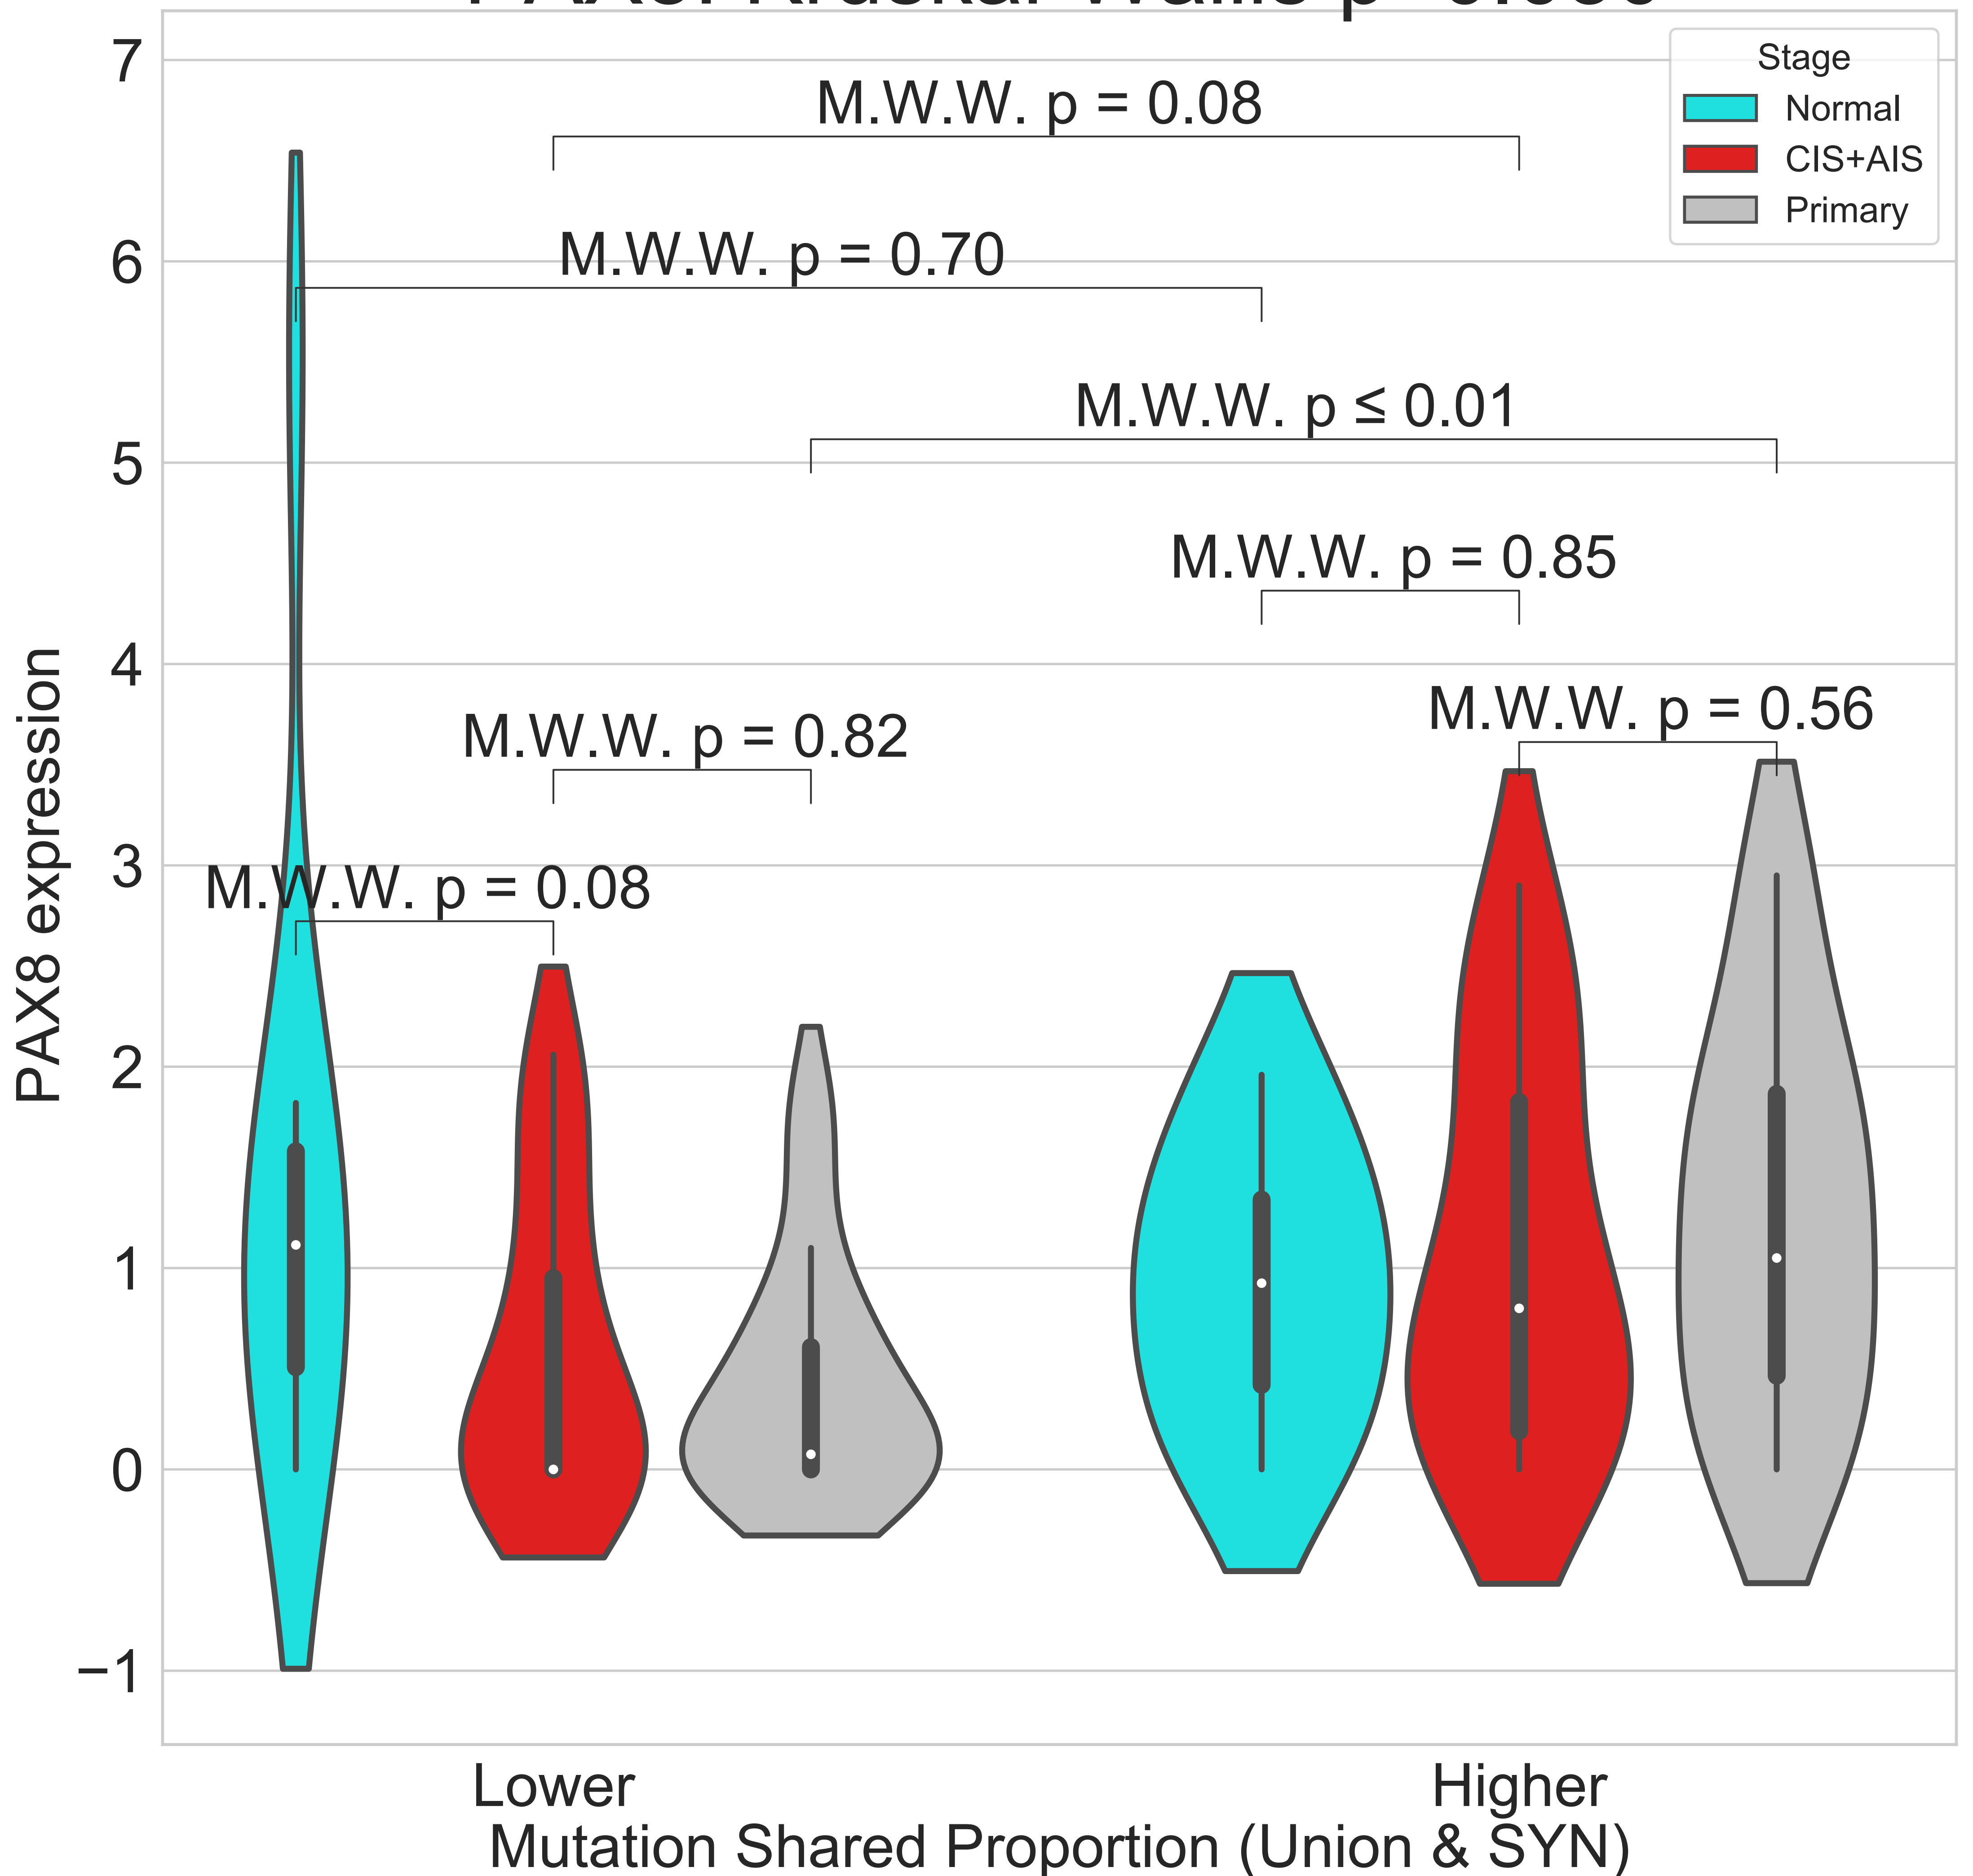 7
6
5
4
3
2
1
0
−1
PAX8 expression
Stage
Normal
CIS+AIS
Primary
M.W.W. p = 0.08
M.W.W. p = 0.70
M.W.W. p ≤ 0.01
M.W.W. p = 0.85
M.W.W. p = 0.56
M.W.W. p = 0.82
M.W.W. p = 0.08
Lower
Higher
Mutation Shared Proportion (Union & SYN)